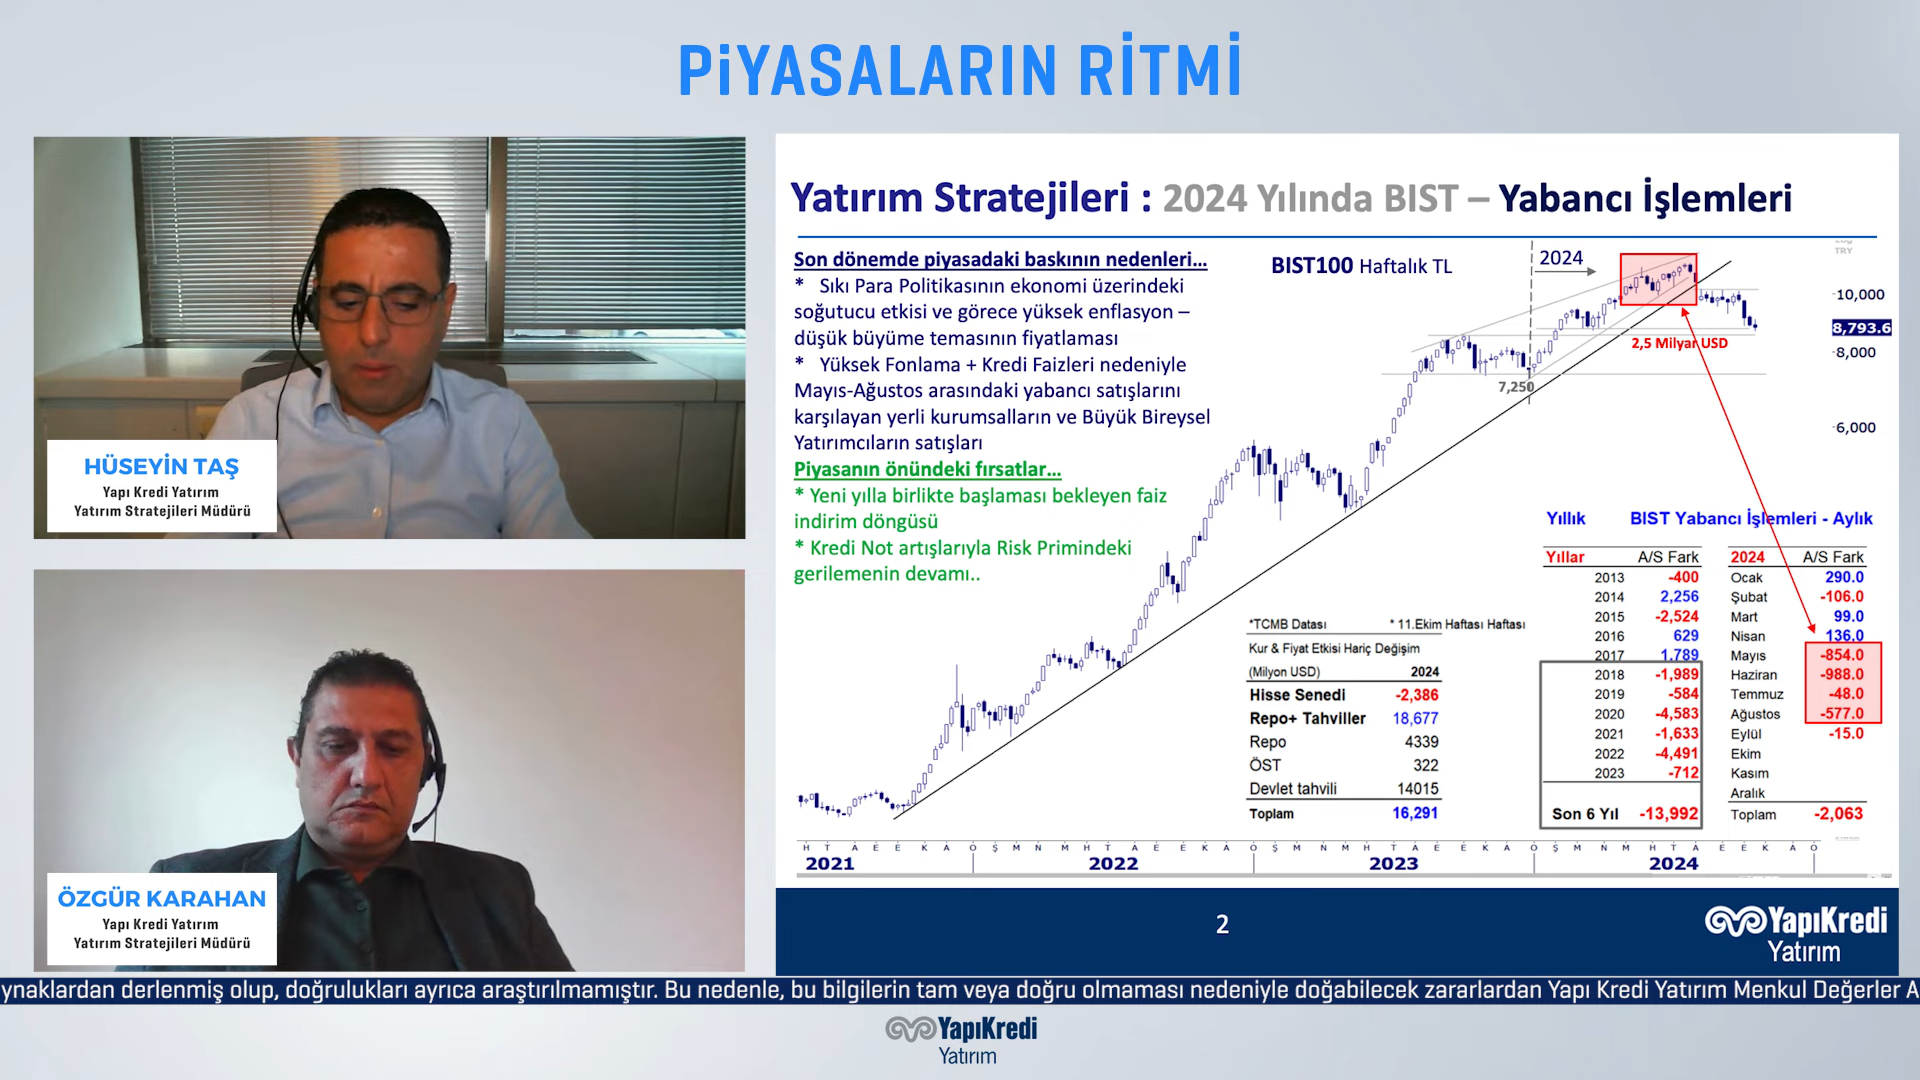 PiYASALARIN RİTMİ
HÜSEYİN TAŞ
Yapı Kredi Yatırım
Yatırım Stratejileri Müdürü
ÖZGÜR KARAHAN
Yapı Kredi Yatırım
Yatırım Stratejileri Müdürü
Yatırım Stratejileri : 2024 Yılında BIST – Yabancı İşlemleri
Son dönemde piyasadaki baskının nedenleri...
* Sıkı Para Politikasının ekonomi üzerindeki
soğutucu etkisi ve görece yüksek enflasyon –
düşük büyüme temasının fiyatlaması
* Yüksek Fonlama + Kredi Faizleri nedeniyle
Mayıs-Ağustos arasındaki yabancı satışlarını
karşılayan yerli kurumsalların ve Büyük Bireysel
Yatırımcıların satışları
Piyasanın önündeki fırsatlar...
* Yeni yılla birlikte başlaması bekleyen faiz
indirim döngüsü
* Kredi Not artışlarıyla Risk Primindeki
gerilemenin devamı..
BIST100 Haftalık TL
2024
TRY
10,000
8,793.6
8,000
6,000
2,5 Milyar USD
7,250
*TCMB Datası * 11.Ekim Haftası Haftası
Kur & Fiyat Etkisi Hariç Değişim
(Milyon USD) 2024
Hisse Senedi -2,386
Repo+ Tahviller 18,677
Repo 4339
ÖST 322
Devlet tahvili 14015
Toplam 16,291
Yıllık BIST Yabancı İşlemleri - Aylık
Yıllar A/S Fark 2024 A/S Fark
2013 -400 Ocak 290.0
2014 2,256 Şubat -106.0
2015 -2,524 Mart 99.0
2016 629 Nisan 136.0
2017 1.789 Mayıs -854.0
2018 -1,989 Haziran -988.0
2019 -584 Temmuz -48.0
2020 -4,583 Ağustos -577.0
2021 -1,633 Eylül -15.0
2022 -4,491 Ekim
2023 -712 Kasım
Aralık
Son 6 Yıl -13,992 Toplam -2,063
2021 2022 2023 2024
2
YapıKredi
Yatırım
ynaklardan derlenmiş olup, doğrulukları ayrıca araştırılmamıştır. Bu nedenle, bu bilgilerin tam veya doğru olmaması nedeniyle doğabilecek zararlardan Yapı Kredi Yatırım Menkul Değerler A
YapıKredi
Yatırım